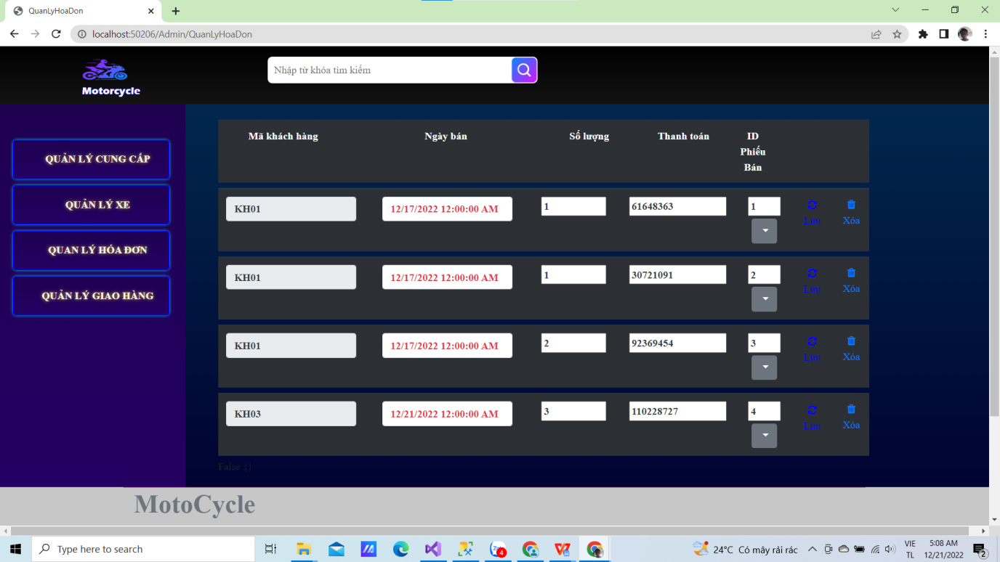 QuanLyHoaDon
localhost:50206/Admin/QuanLyHoaDon
Motorcycle
Nhập từ khóa tìm kiếm
QUẢN LÝ CUNG CẤP
QUẢN LÝ XE
QUAN LÝ HÓA ĐƠN
QUẢN LÝ GIAO HÀNG
Mã khách hàng Ngày bán Số lượng Thanh toán ID
Phiếu
Bán
KH01 12/17/2022 12:00:00 AM 1 61648363 1
Lưu Xóa
KH01 12/17/2022 12:00:00 AM 1 30721091 2
Lưu Xóa
KH01 12/17/2022 12:00:00 AM 2 92369454 3
Lưu Xóa
KH03 12/21/2022 12:00:00 AM 3 110228727 4
Lưu Xóa
False {}
MotoCycle
Type here to search
4
24°C Có mây rải rác
VIE
TL
5:08 AM
12/21/2022
2